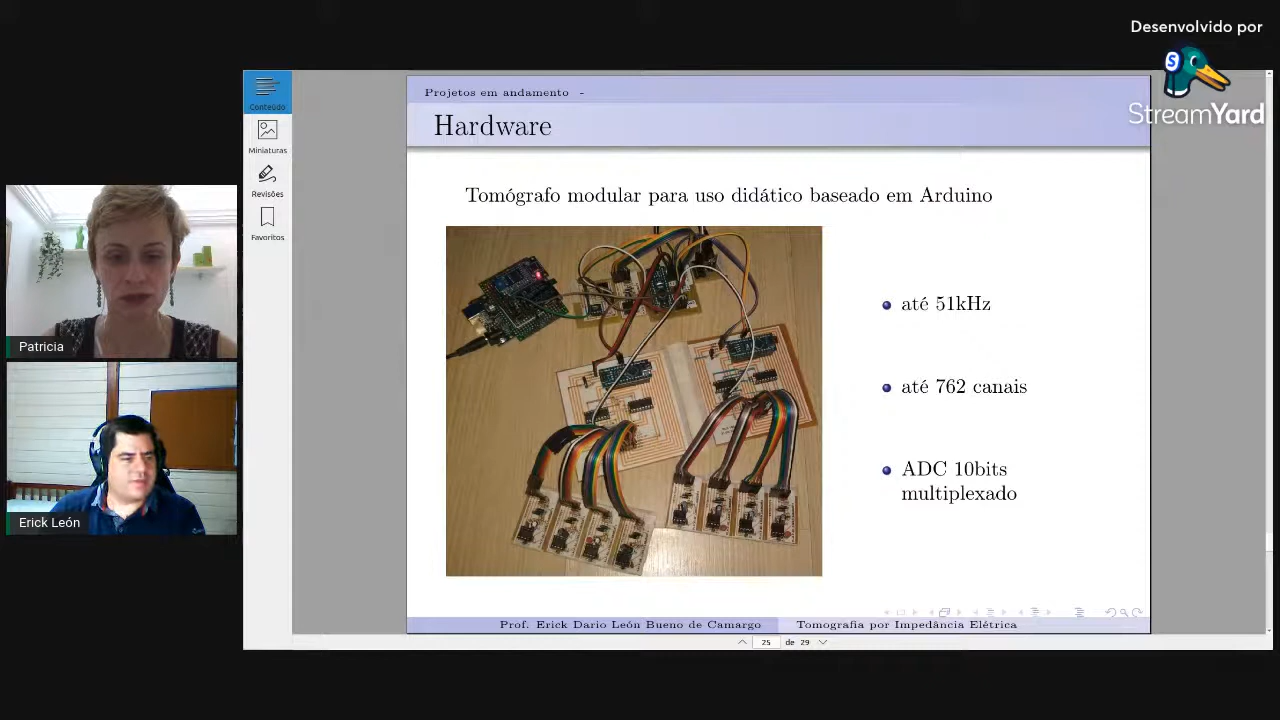 Desenvolvido por
StreamYard
Conteúdo
Miniaturas
Revisões
Favoritos
Projetos em andamento -
Hardware
Tomógrafo modular para uso didático baseado em Arduino
até 51kHz
até 762 canais
ADC 10bits
multiplexado
Patricia
Erick León
Prof. Erick Dario León Bueno de Camargo
Tomografia por Impedância Elétrica
25 de 29